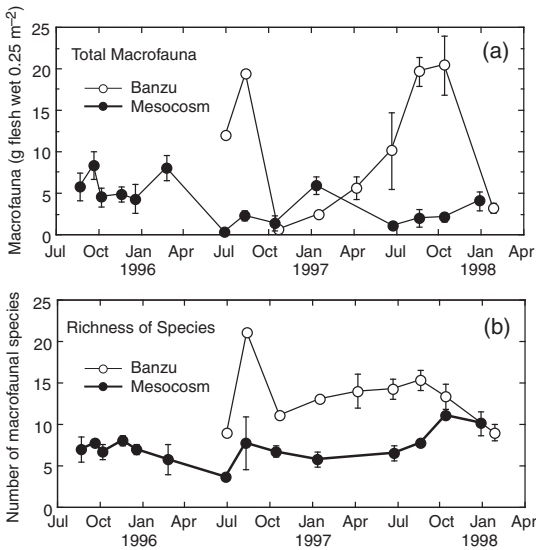 (a)
Total Macrofauna
Banzu
Mesocosm
Macrofauna (g flesh wet 0.25 m⁻²)
25
20
15
10
5
0
Jul Oct Jan Apr Jul Oct Jan Apr Jul Oct Jan Apr
1996 1997 1998
(b)
Richness of Species
Banzu
Mesocosm
Number of macrofaunal species
25
20
15
10
5
0
Jul Oct Jan Apr Jul Oct Jan Apr Jul Oct Jan Apr
1996 1997 1998